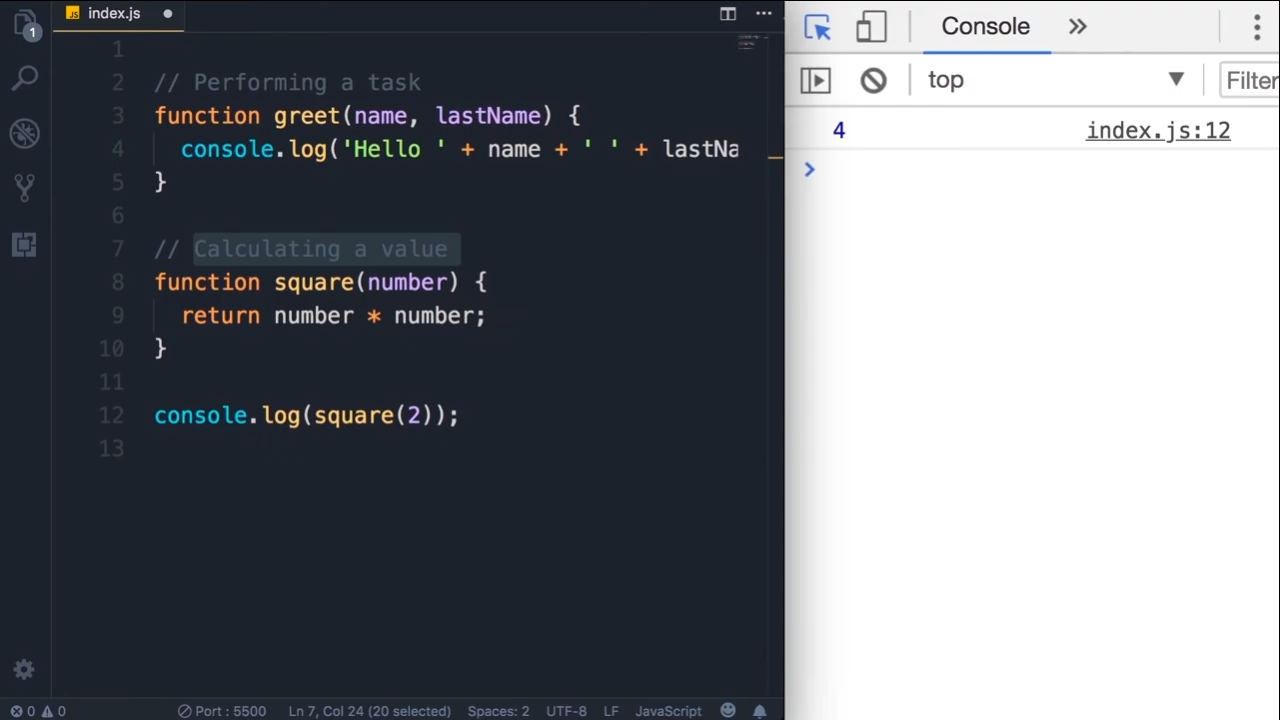 index.js
1
1
2 // Performing a task
3 function greet(name, lastName) {
4 console.log('Hello ' + name + ' ' + lastNa
5 }
6
7 // Calculating a value
8 function square(number) {
9 return number * number;
10 }
11
12 console.log(square(2));
13
0 0 Port : 5500 Ln 7, Col 24 (20 selected) Spaces: 2 UTF-8 LF JavaScript
Console
top Filter
4 index.js:12